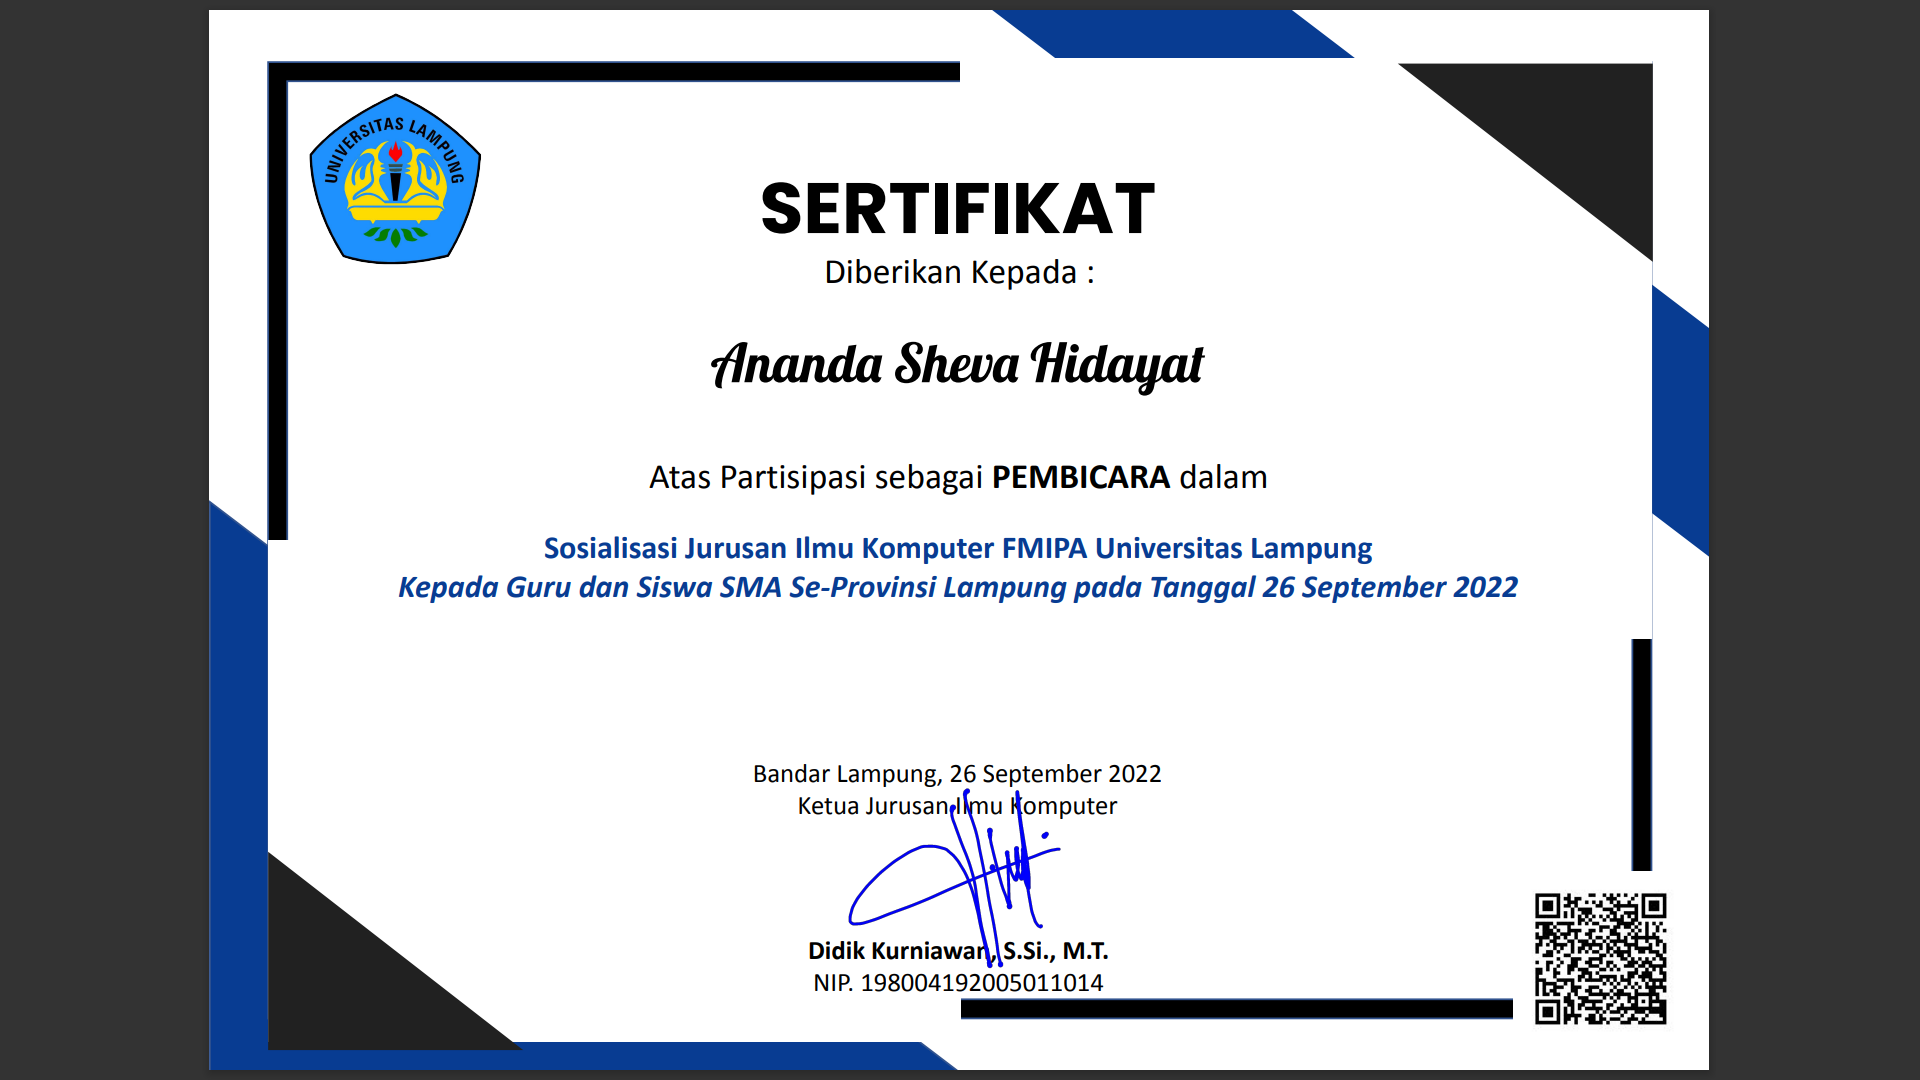 UNIVERSITAS LAMPUNG
SERTIFIKAT
Diberikan Kepada :
Ananda Sheva Hidayat
Atas Partisipasi sebagai PEMBICARA dalam
Sosialisasi Jurusan Ilmu Komputer FMIPA Universitas Lampung
Kepada Guru dan Siswa SMA Se-Provinsi Lampung pada Tanggal 26 September 2022
Bandar Lampung, 26 September 2022
Ketua Jurusan Ilmu Komputer
Didik Kurniawan, S.Si., M.T.
NIP. 198004192005011014